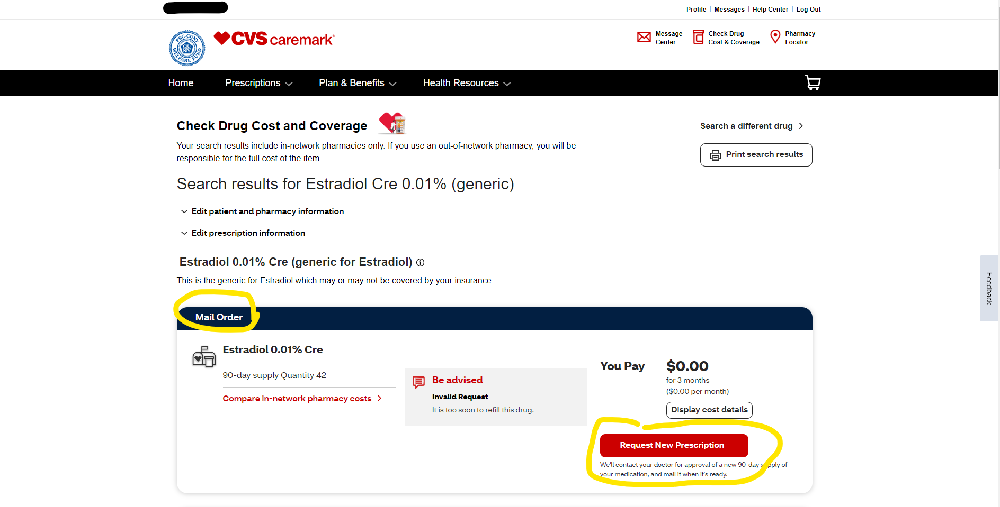 Profile | Messages | Help Center | Log Out
PSC-CUNY
CUNY
WELFARE FUND
CVS caremark®
Message
Center
Check Drug
Cost & Coverage
Pharmacy
Locator
Home
Prescriptions
Plan & Benefits
Health Resources
Check Drug Cost and Coverage
Search a different drug
Your search results include in-network pharmacies only. If you use an out-of-network pharmacy, you will be
responsible for the full cost of the item.
Print search results
Search results for Estradiol Cre 0.01% (generic)
Edit patient and pharmacy information
Edit prescription information
Estradiol 0.01% Cre (generic for Estradiol)
This is the generic for Estradiol which may or may not be covered by your insurance.
Feedback
Mail Order
Estradiol 0.01% Cre
90-day supply Quantity 42
Compare in-network pharmacy costs
Be advised
Invalid Request
It is too soon to refill this drug.
You Pay
$0.00
for 3 months
($0.00 per month)
Display cost details
Request New Prescription
We'll contact your doctor for approval of a new 90-day supply of
your medication, and mail it when it's ready.